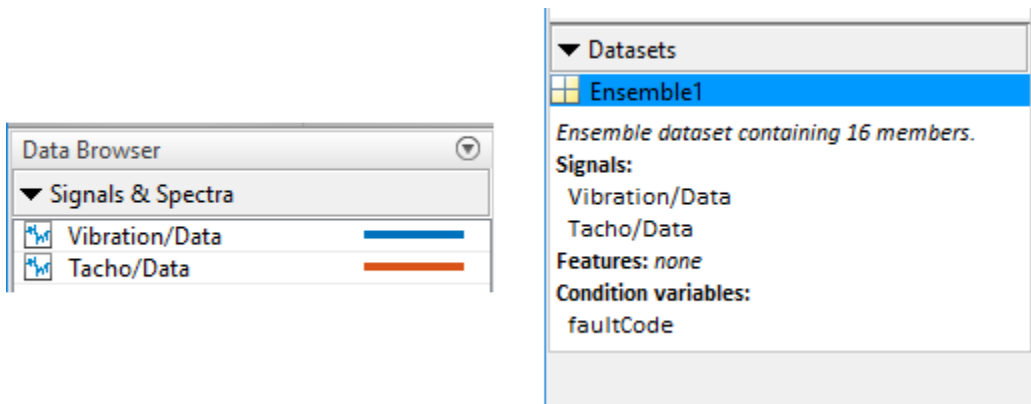 Data Browser
Signals & Spectra
Vibration/Data
Tacho/Data
Datasets
Ensemble1
Ensemble dataset containing 16 members.
Signals:
Vibration/Data
Tacho/Data
Features: none
Condition variables:
faultCode